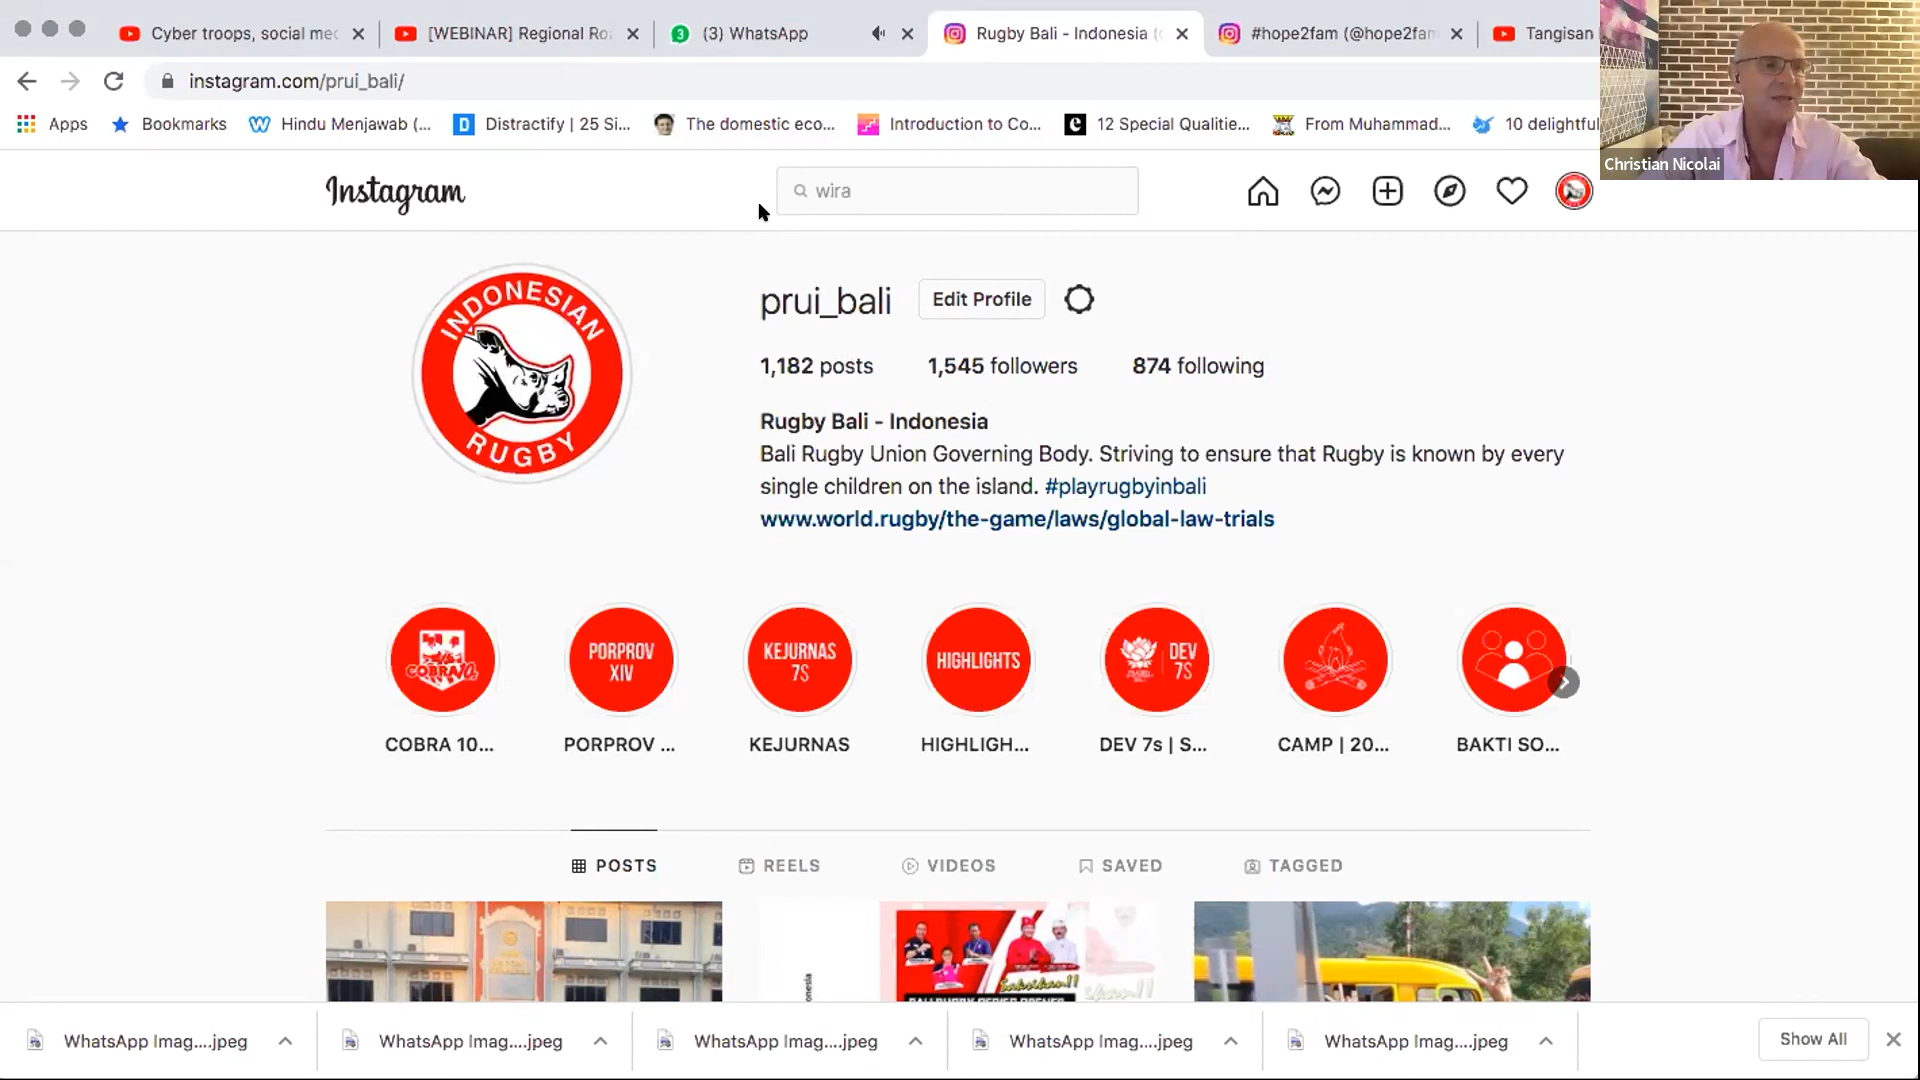 Cyber troops, social mec
[WEBINAR] Regional Ro
3
(3) WhatsApp
Rugby Bali - Indonesia (
#hope2fam (@hope2fam
Tangisan
instagram.com/prui_bali/
Apps
Bookmarks
Hindu Menjawab (...
Distractify | 25 Si...
The domestic eco...
Introduction to Co...
12 Special Qualitie...
From Muhammad...
10 delightful
Christian Nicolai
Instagram
wira
INDONESIAN
RUGBY
prui_bali
Edit Profile
1,182 posts 1,545 followers 874 following
Rugby Bali - Indonesia
Bali Rugby Union Governing Body. Striving to ensure that Rugby is known by every
single children on the island. #playrugbyinbali
www.world.rugby/the-game/laws/global-law-trials
COBRA
PORPROV
XIV
KEJURNAS
7S
HIGHLIGHTS
DEV
7S
COBRA 10...
PORPROV ...
KEJURNAS
HIGHLIGH...
DEV 7s | S...
CAMP | 20...
BAKTI SO...
POSTS
REELS
VIDEOS
SAVED
TAGGED
Saksikan!!
WhatsApp Imag....jpeg
WhatsApp Imag....jpeg
WhatsApp Imag....jpeg
WhatsApp Imag....jpeg
WhatsApp Imag....jpeg
Show All